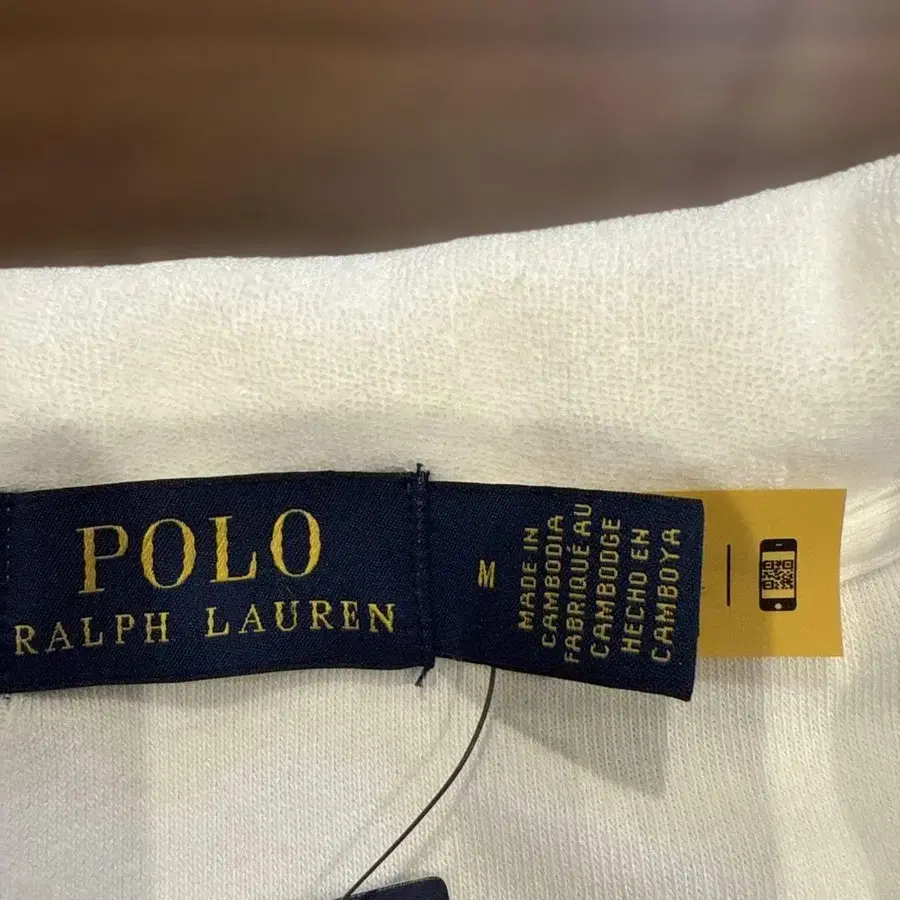 POLO
RALPH LAUREN
M
MADE IN
CAMBODIA
FABRIQUÉ AU
CAMBODGE
HECHO EN
CAMBOYA